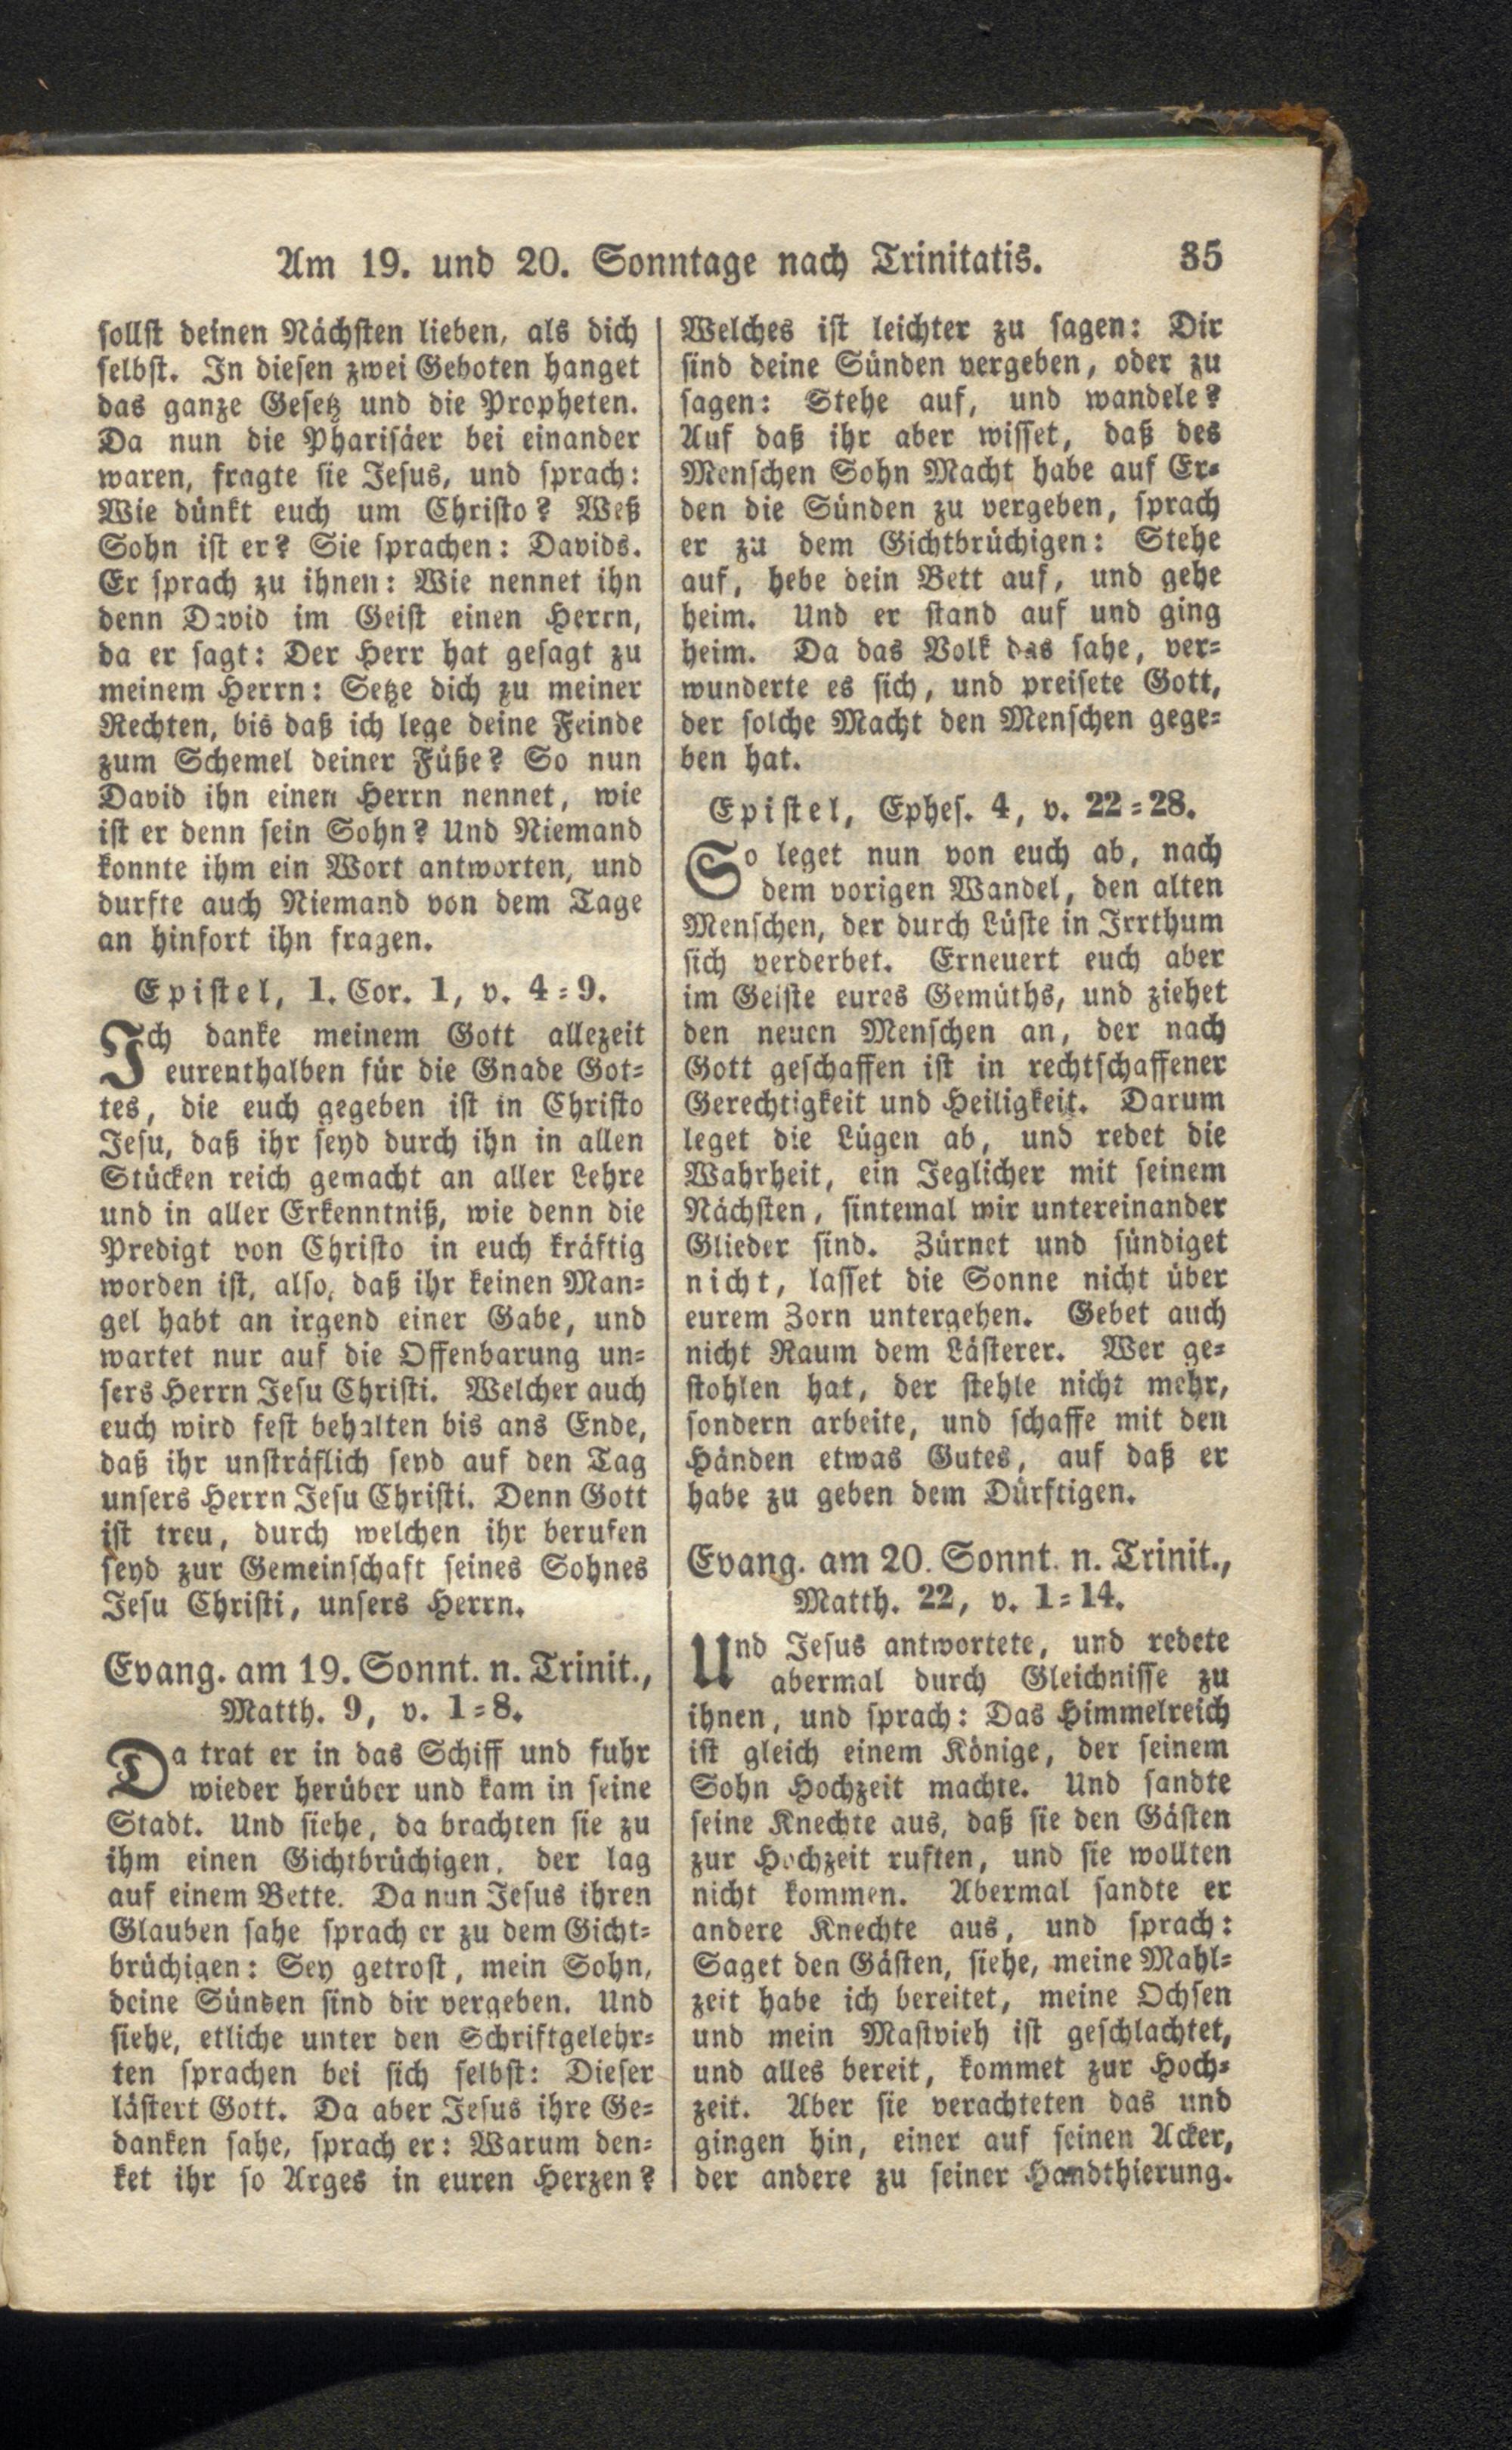 Am 19. und 20. Sonntage nach Trinitatis. 35
sollst deinen Nächsten lieben, als dich
selbst. In diesen zwei Geboten hanget
das ganze Gesetz und die Propheten.
Da nun die Pharisäer bei einander
waren, fragte sie Jesus, und sprach:
Wie dünkt euch um Christo? Weß
Sohn ist er? Sie sprachen: Davids.
Er sprach zu ihnen: Wie nennet ihn
denn David im Geist einen Herrn,
da er sagt: Der Herr hat gesagt zu
meinem Herrn: Setze dich zu meiner
Rechten, bis daß ich lege deine Feinde
zum Schemel deiner Füße? So nun
David ihn einen Herrn nennet, wie
ist er denn sein Sohn? Und Niemand
konnte ihm ein Wort antworten, und
durfte auch Niemand von dem Tage
an hinfort ihn fragen.
Epistel, 1. Cor. 1, v. 4=9.
Ich danke meinem Gott allezeit
eurenthalben für die Gnade Got=
tes, die euch gegeben ist in Christo
Jesu, daß ihr seyd durch ihn in allen
Stücken reich gemacht an aller Lehre
und in aller Erkenntniß, wie denn die
Predigt von Christo in euch kräftig
worden ist, also, daß ihr keinen Man=
gel habt an irgend einer Gabe, und
wartet nur auf die Offenbarung un=
sers Herrn Jesu Christi. Welcher auch
euch wird fest behalten bis ans Ende,
daß ihr unsträflich seyd auf den Tag
unsers Herrn Jesu Christi. Denn Gott
ist treu, durch welchen ihr berufen
seyd zur Gemeinschaft seines Sohnes
Jesu Christi, unsers Herrn.
Evang. am 19. Sonnt. n. Trinit.,
Matth. 9, v. 1=8.
Da trat er in das Schiff und fuhr
wieder herüber und kam in seine
Stadt. Und siehe, da brachten sie zu
ihm einen Gichtbrüchigen, der lag
auf einem Bette. Da nun Jesus ihren
Glauben sahe sprach er zu dem Gicht=
brüchigen: Sey getrost, mein Sohn,
deine Sünden sind dir vergeben. Und
siehe, etliche unter den Schriftgelehr=
ten sprachen bei sich selbst: Dieser
lästert Gott. Da aber Jesus ihre Ge=
danken sahe, sprach er: Warum den=
ket ihr so Arges in euren Herzen?
Welches ist leichter zu sagen: Dir
sind deine Sünden vergeben, oder zu
sagen: Stehe auf, und wandele?
Auf daß ihr aber wisset, daß des
Menschen Sohn Macht habe auf Er=
den die Sünden zu vergeben, sprach
er zu dem Gichtbrüchigen: Stehe
auf, hebe dein Bett auf, und gehe
heim. Und er stand auf und ging
heim. Da das Volk das sahe, ver=
wunderte es sich, und preisete Gott,
der solche Macht den Menschen gege=
ben hat.
Epistel, Ephes. 4, v. 22=28.
So leget nun von euch ab, nach
dem vorigen Wandel, den alten
Menschen, der durch Lüste in Irrthum
sich verderbet. Erneuert euch aber
im Geiste eures Gemüths, und ziehet
den neuen Menschen an, der nach
Gott geschaffen ist in rechtschaffener
Gerechtigkeit und Heiligkeit. Darum
leget die Lügen ab, und redet die
Wahrheit, ein Jeglicher mit seinem
Nächsten, sintemal wir untereinander
Glieder sind. Zürnet und sündiget
nicht, lasset die Sonne nicht über
eurem Zorn untergehen. Gebet auch
nicht Raum dem Lästerer. Wer ge=
stohlen hat, der stehle nicht mehr,
sondern arbeite, und schaffe mit den
Händen etwas Gutes, auf daß er
habe zu geben dem Dürftigen.
Evang. am 20. Sonnt. n. Trinit.,
Matth. 22, v. 1=14.
Und Jesus antwortete, und redete
abermal durch Gleichnisse zu
ihnen, und sprach: Das Himmelreich
ist gleich einem Könige, der seinem
Sohn Hochzeit machte. Und sandte
seine Knechte aus, daß sie den Gästen
zur Hochzeit ruften, und sie wollten
nicht kommen. Abermal sandte er
andere Knechte aus, und sprach:
Saget den Gästen, siehe, meine Mahl=
zeit habe ich bereitet, meine Ochsen
und mein Mastvieh ist geschlachtet,
und alles bereit, kommet zur Hoch=
zeit. Aber sie verachteten das und
gingen hin, einer auf seinen Acker,
der andere zu seiner Handthierung.